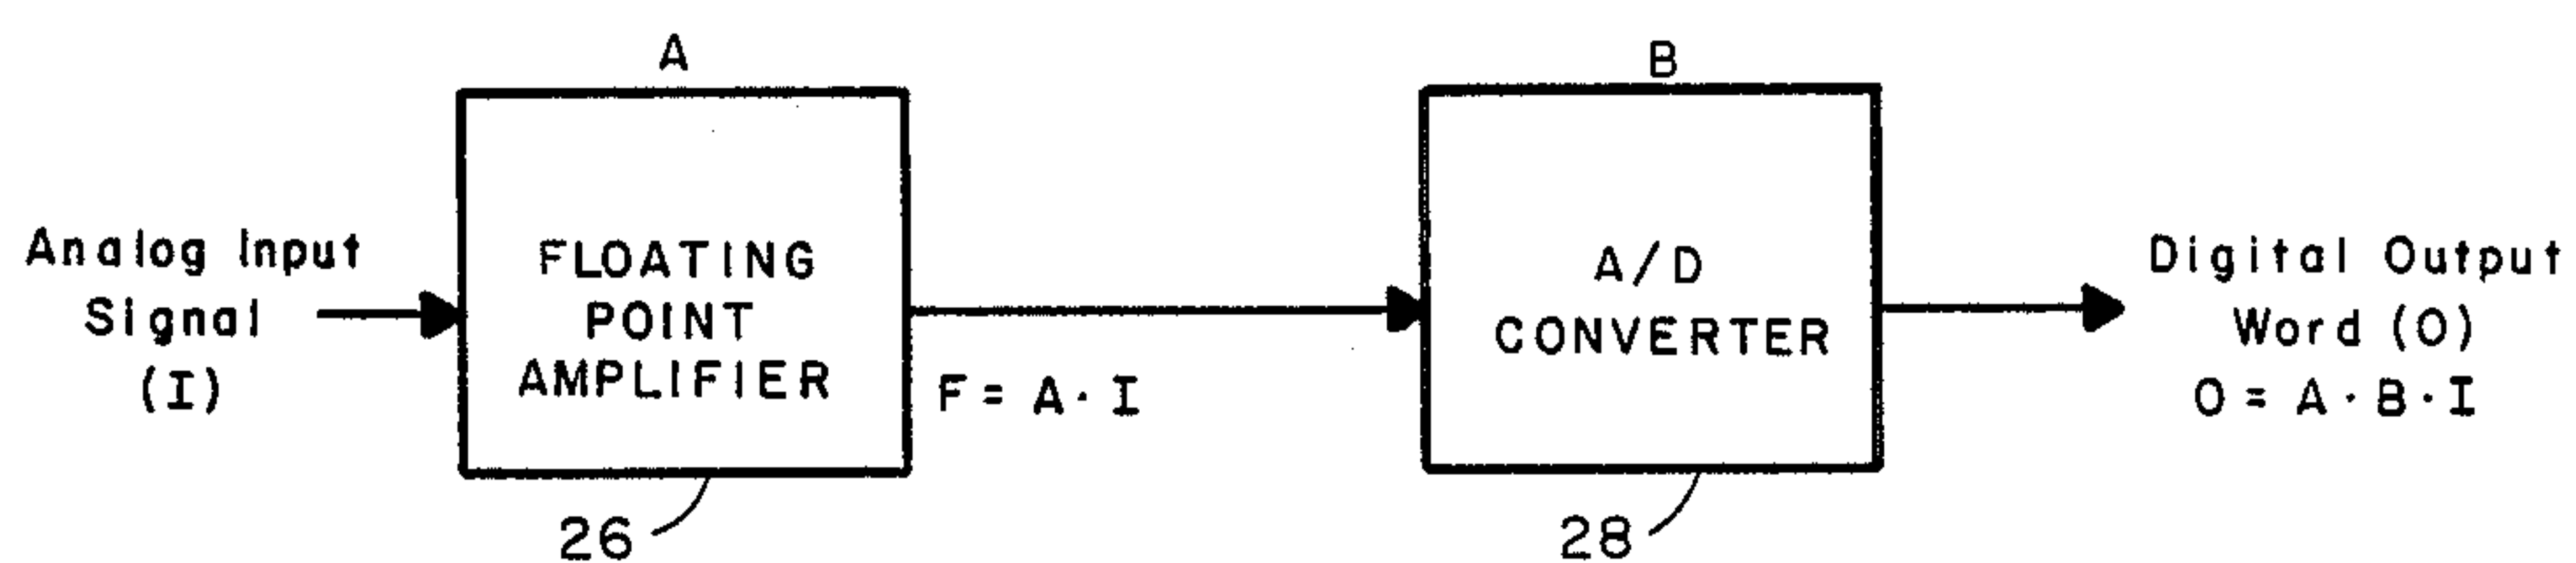 A
B
Analog Input
Signal
(I)
FLOATING
POINT
AMPLIFIER
F = A · I
A/D
CONVERTER
Digital Output
Word (O)
O = A · B · I
26
28